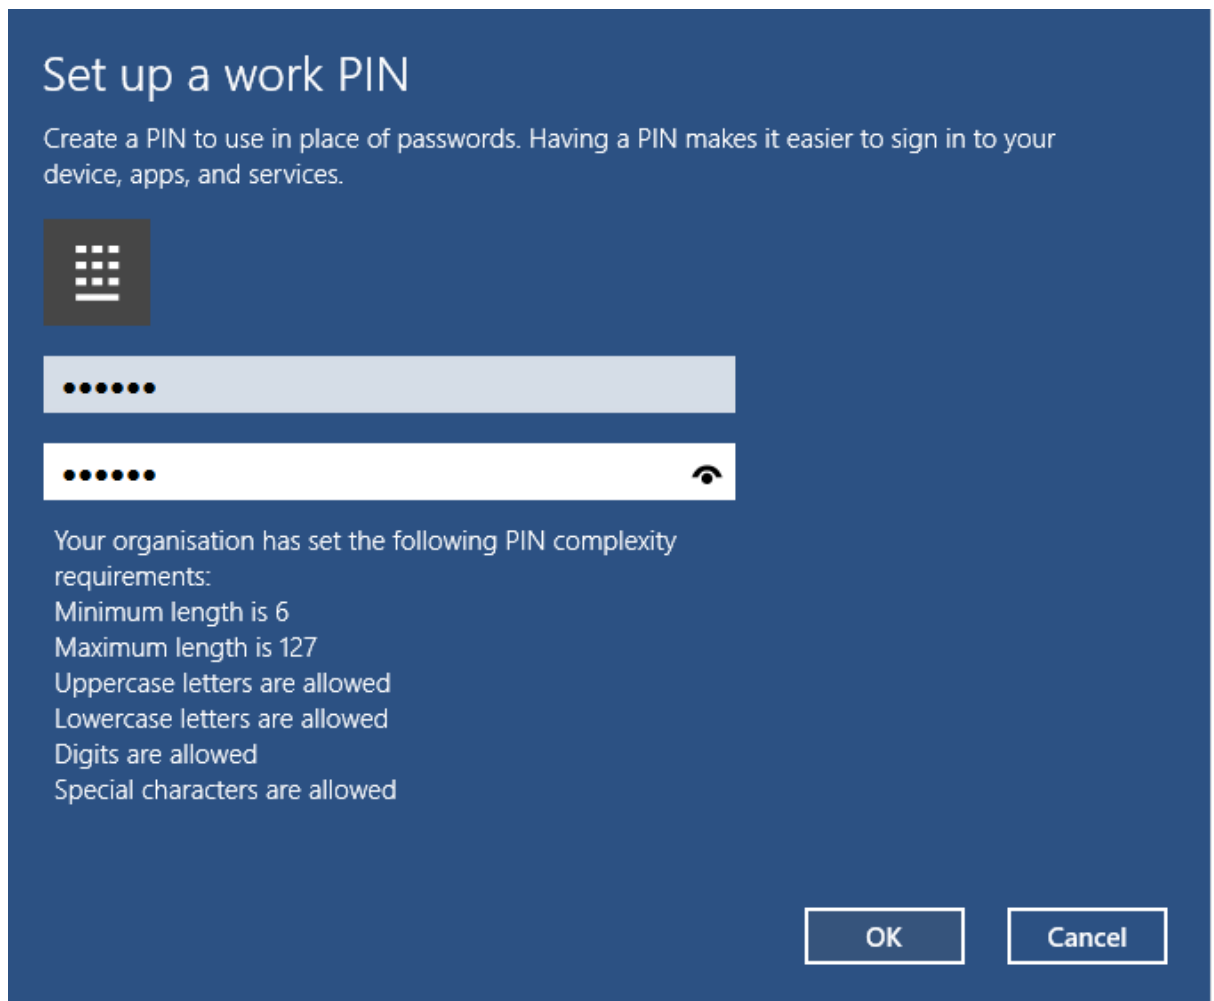 Set up a work PIN
Create a PIN to use in place of passwords. Having a PIN makes it easier to sign in to your
device, apps, and services.
••••••
••••••
Your organisation has set the following PIN complexity
requirements:
Minimum length is 6
Maximum length is 127
Uppercase letters are allowed
Lowercase letters are allowed
Digits are allowed
Special characters are allowed
OK Cancel